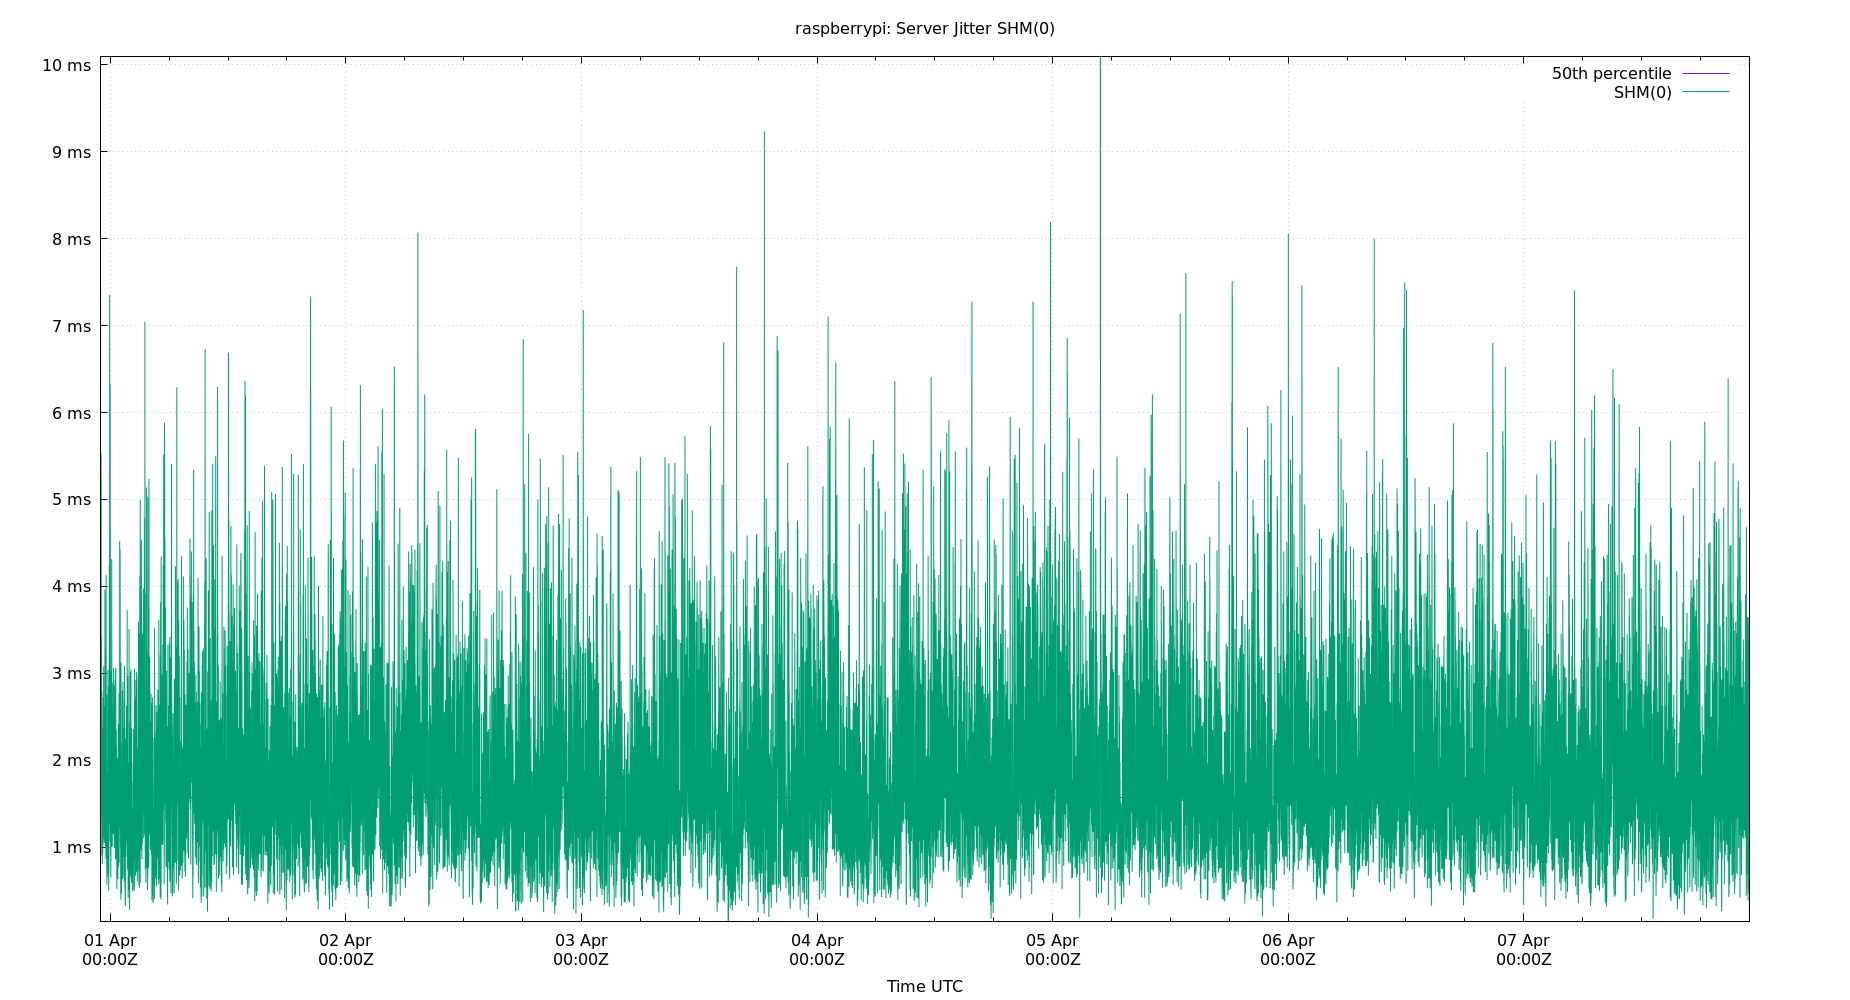 raspberrypi: Server Jitter SHM(0)
10 ms
50th percentile
SHM(0)
9 ms
8 ms
7 ms
6 ms
5 ms
4 ms
3 ms
2 ms
1 ms
01 Apr 02 Apr 03 Apr 04 Apr 05 Apr 06 Apr 07 Apr
00:00Z 00:00Z 00:00Z 00:00Z 00:00Z 00:00Z 00:00Z
Time UTC